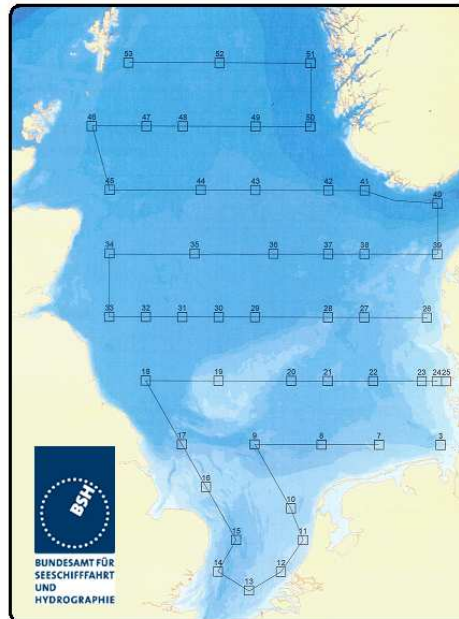 53 52 51
46 47 48 49 50
45 44 43 42 41 40
34 35 36 37 38 39
33 32 31 30 29 28 27 26
18 19 20 21 22 23 24 25
17 9 8 7 3
16
10
15 11
14 13 12
BSH
BUNDESAMT FÜR
SEESCHIFFFAHRT
UND
HYDROGRAPHIE